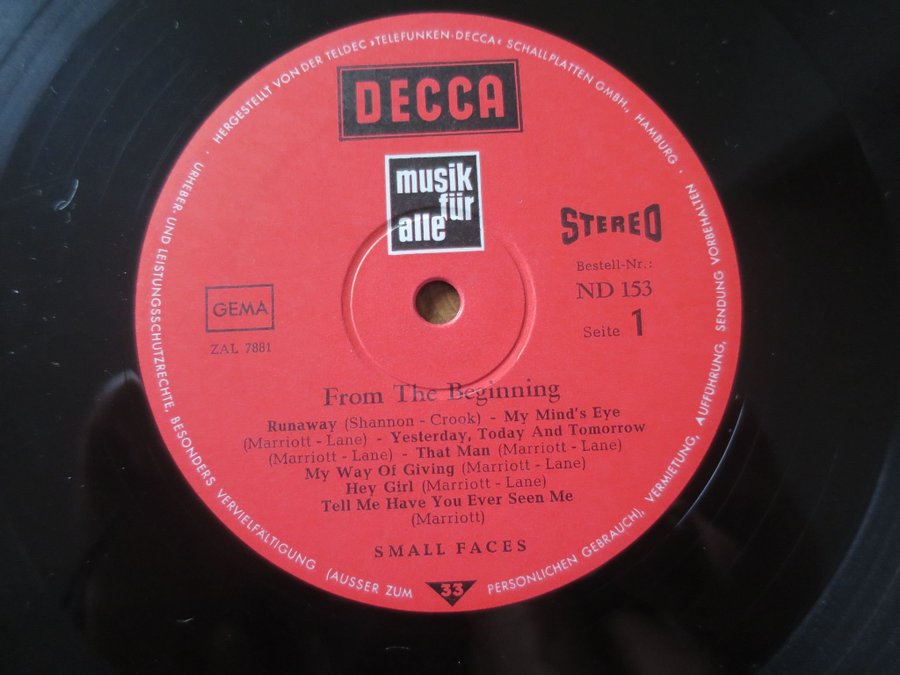 · HERGESTELLT VON DER TELDEC »TELEFUNKEN-DECCA« SCHALLPLATTEN GMBH., HAMBURG · URHEBER- UND LEISTUNGSSCHUTZRECHTE, BESONDERS VERVIELFÄLTIGUNG (AUSSER ZUM PERSÖNLICHEN GEBRAUCH), VERMIETUNG, AUFFÜHRUNG, SENDUNG VORBEHALTEN
DECCA
musik
für
alle
STEREO
Bestell-Nr.:
ND 153
Seite 1
GEMA
ZAL 7881
From The Beginning
Runaway (Shannon - Crook) - My Mind's Eye
(Marriott - Lane) - Yesterday, Today And Tomorrow
(Marriott - Lane) - That Man (Marriott - Lane)
My Way Of Giving (Marriott - Lane)
Hey Girl (Marriott - Lane)
Tell Me Have You Ever Seen Me
(Marriott)
SMALL FACES
33